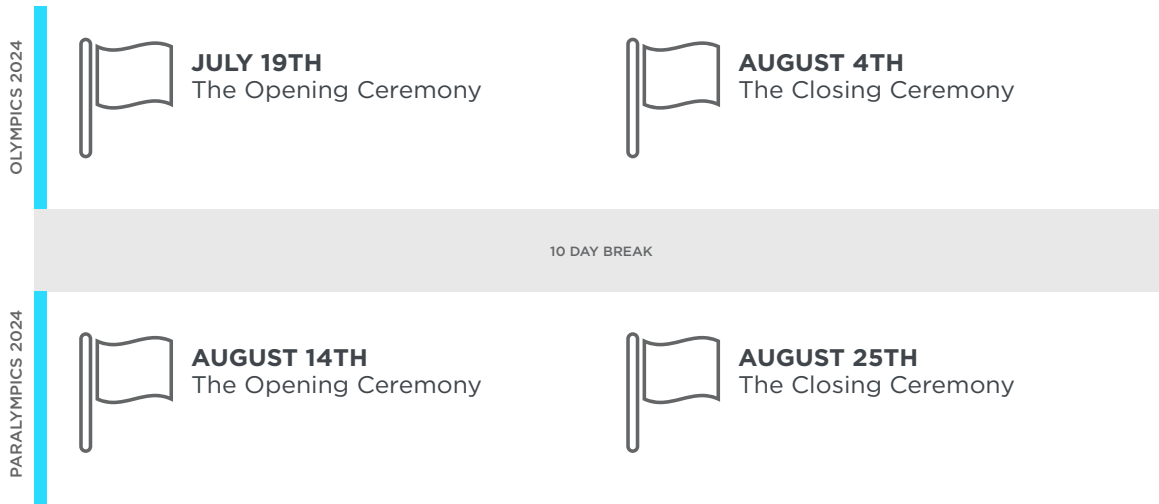 OLYMPICS 2024
JULY 19TH
The Opening Ceremony
AUGUST 4TH
The Closing Ceremony
10 DAY BREAK
PARALYMPICS 2024
AUGUST 14TH
The Opening Ceremony
AUGUST 25TH
The Closing Ceremony